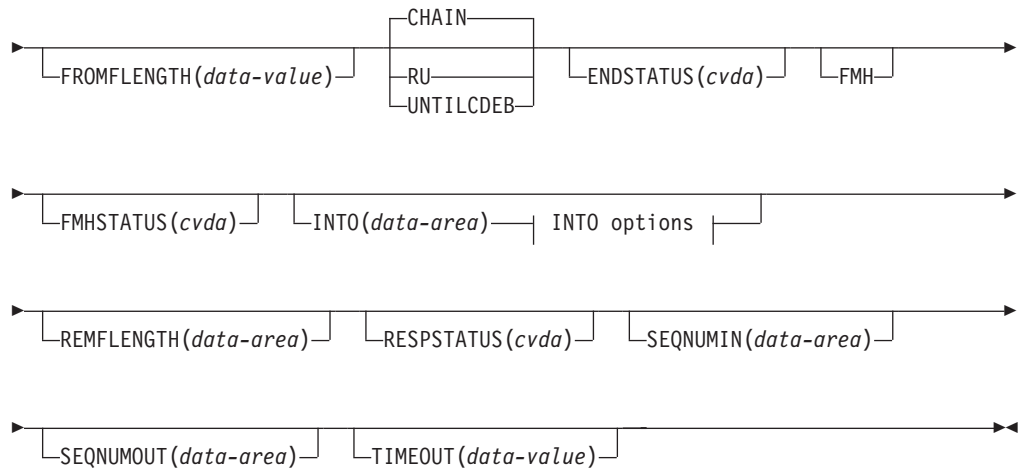 CHAIN
FROMFLENGTH(data-value) RU ENDSTATUS(cvda) FMH
UNTILCDEB
FMHSTATUS(cvda) INTO(data-area) INTO options
REMFLENGTH(data-area) RESPSTATUS(cvda) SEQNUMIN(data-area)
SEQNUMOUT(data-area) TIMEOUT(data-value)